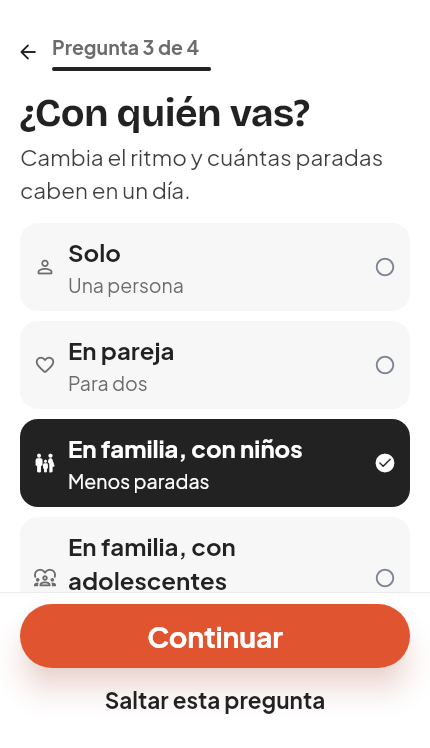 Pregunta 3 de 4
¿Con quién vas?
Cambia el ritmo y cuántas paradas
caben en un día.
Solo
Una persona
En pareja
Para dos
En familia, con niños
Menos paradas
En familia, con
adolescentes
Continuar
Saltar esta pregunta